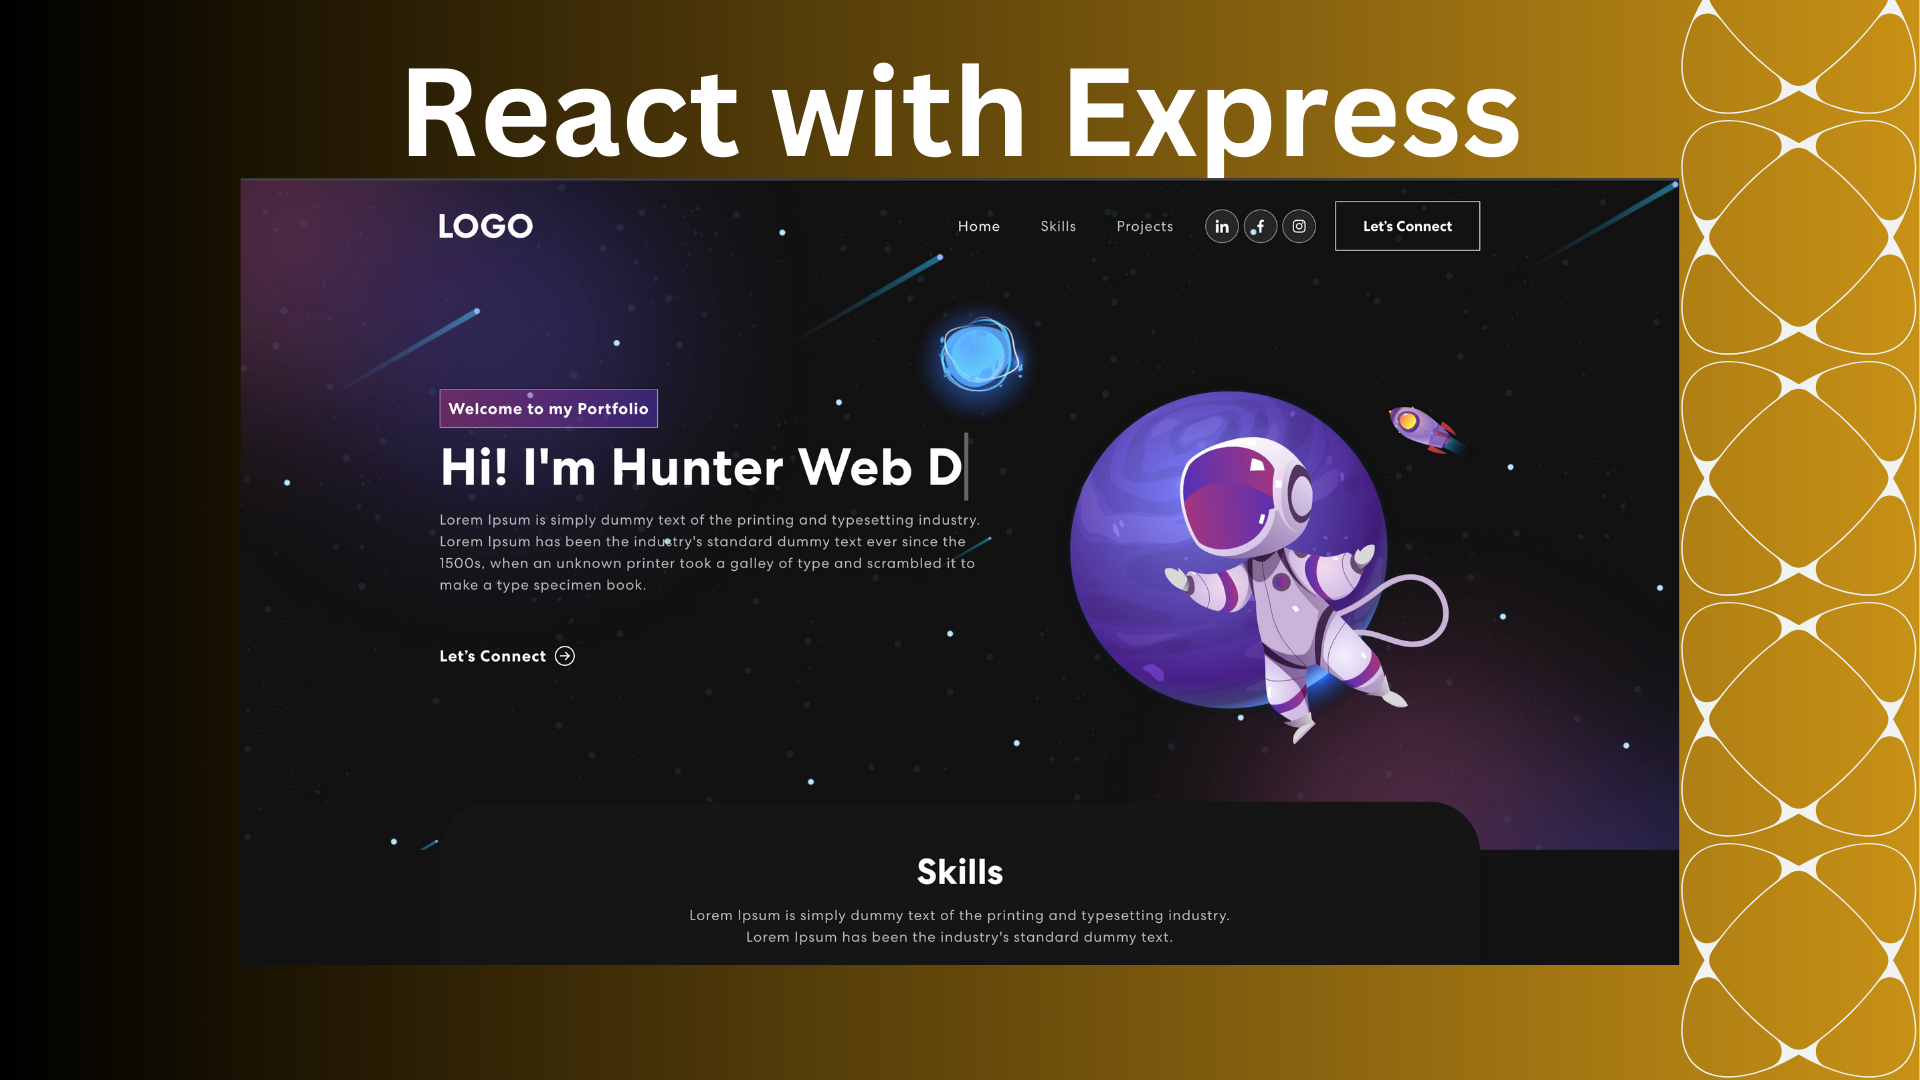 React with Express
LOGO
Home
Skills
Projects
in
f
Let's Connect
Welcome to my Portfolio
Hi! I'm Hunter Web D
Lorem Ipsum is simply dummy text of the printing and typesetting industry.
Lorem Ipsum has been the industry's standard dummy text ever since the
1500s, when an unknown printer took a galley of type and scrambled it to
make a type specimen book.
Let's Connect
Skills
Lorem Ipsum is simply dummy text of the printing and typesetting industry.
Lorem Ipsum has been the industry's standard dummy text.